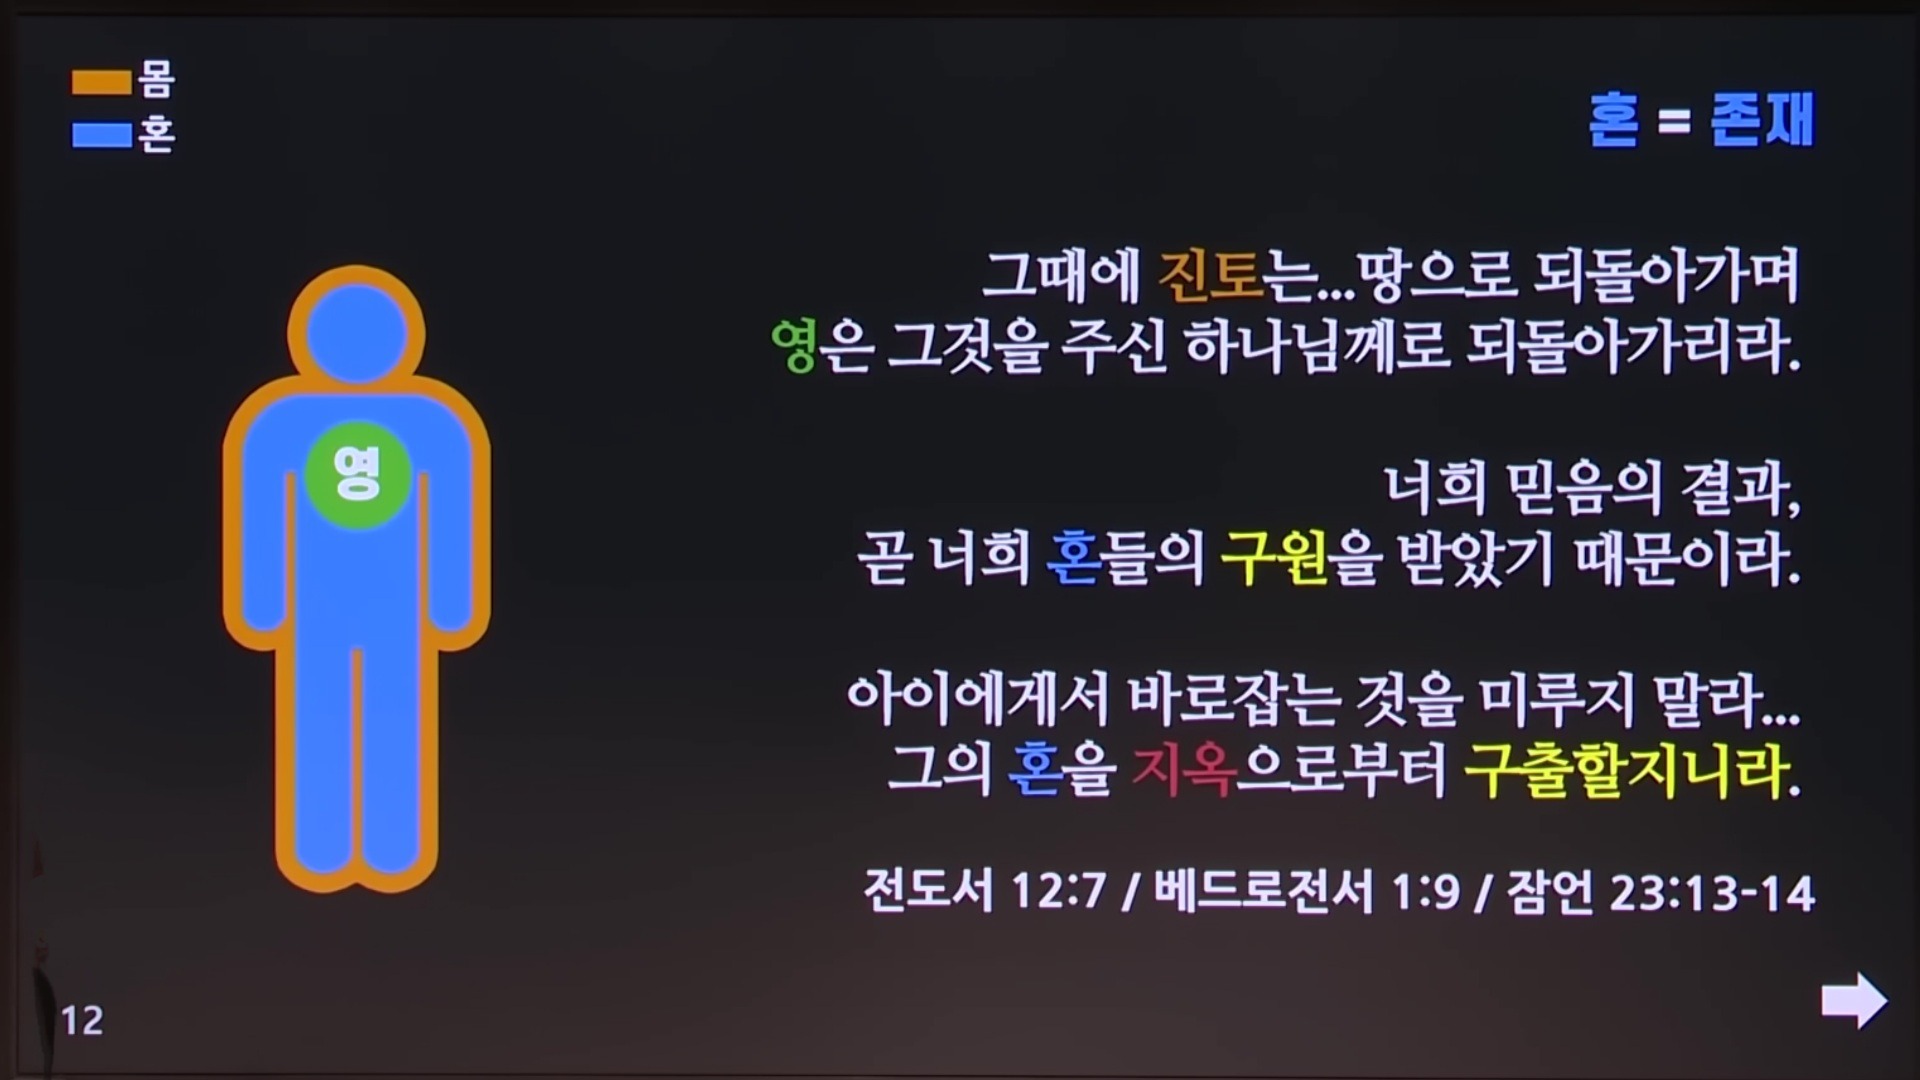 몸
혼
혼 = 존재
영
그때에 진토는...땅으로 되돌아가며
영은 그것을 주신 하나님께로 되돌아가리라.
너희 믿음의 결과,
곧 너희 혼들의 구원을 받았기 때문이라.
아이에게서 바로잡는 것을 미루지 말라...
그의 혼을 지옥으로부터 구출할지니라.
전도서 12:7 / 베드로전서 1:9 / 잠언 23:13-14
12